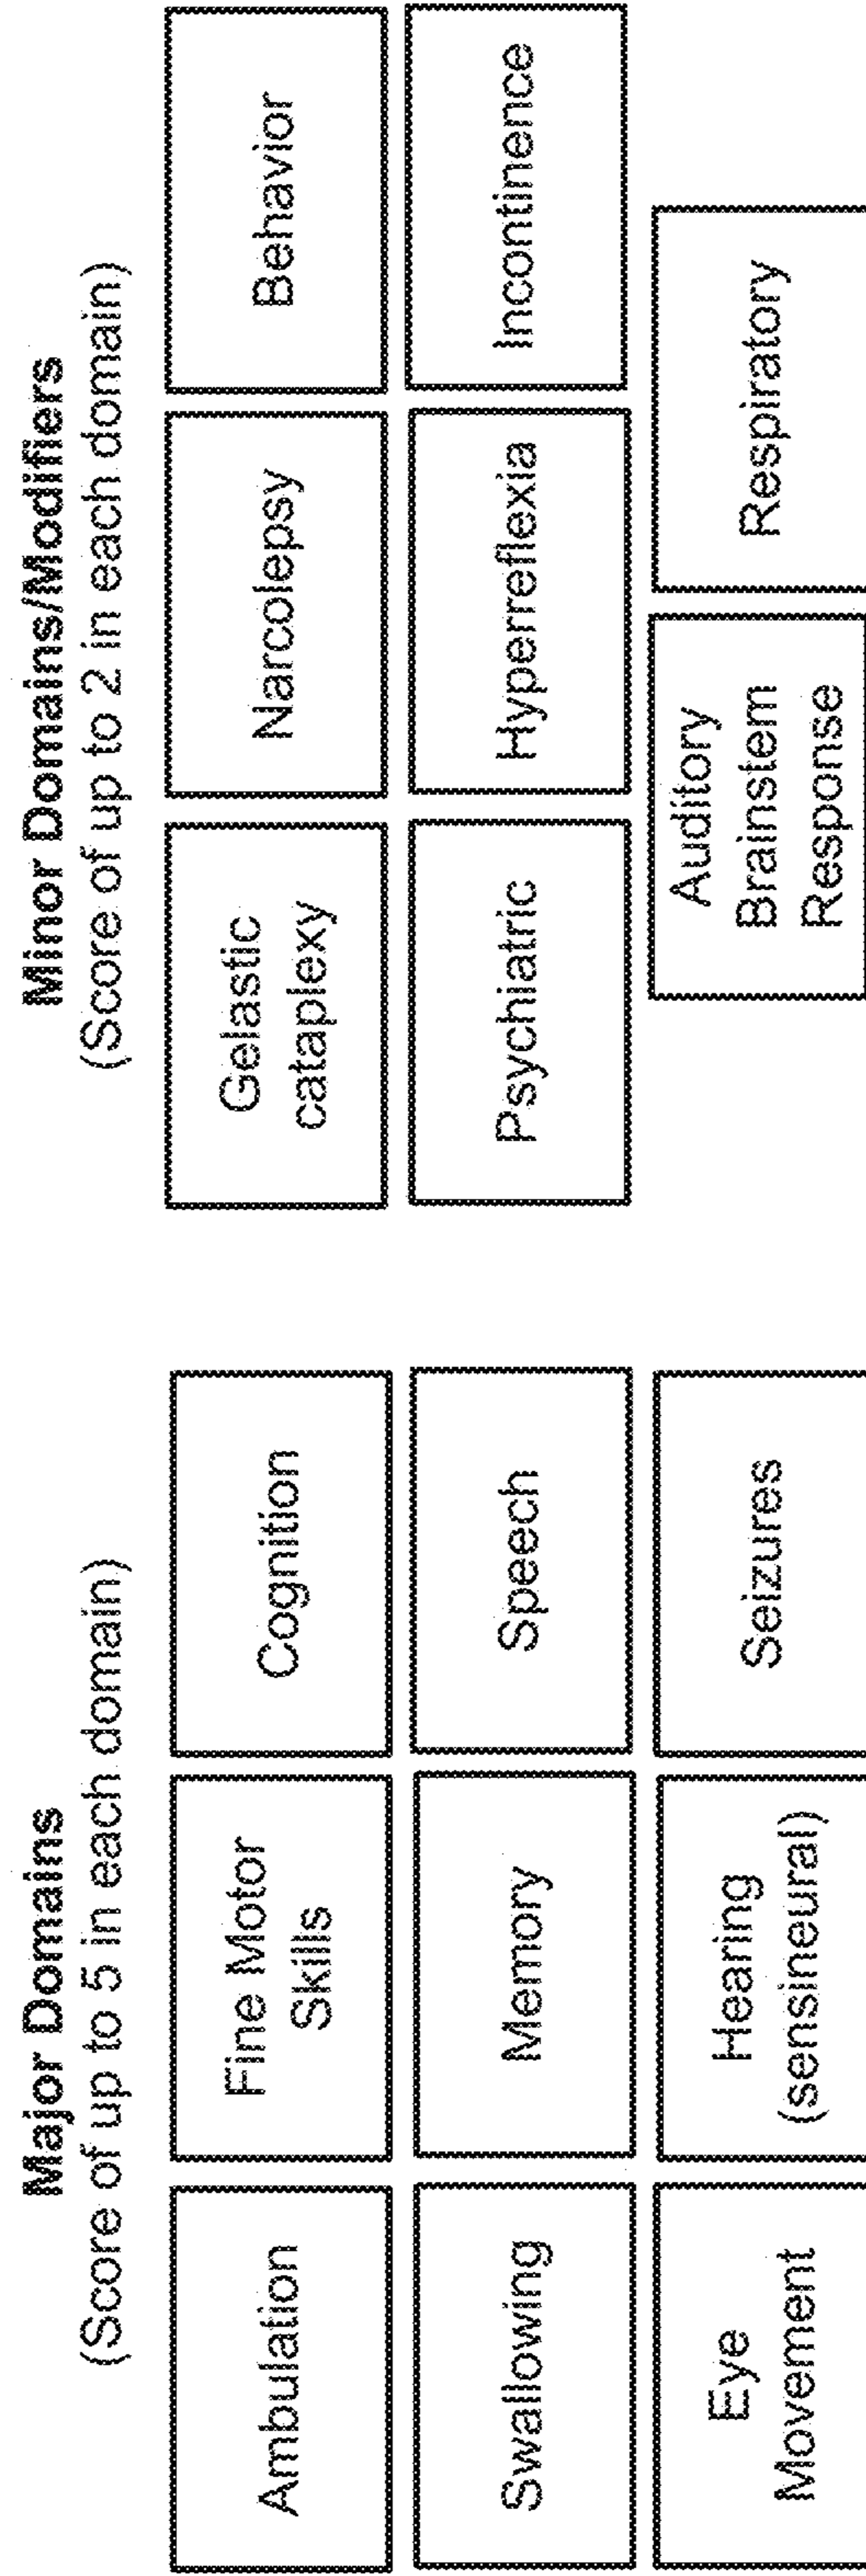 Major Domains
(Score of up to 5 in each domain)
Ambulation
Fine Motor
Skills
Cognition
Swallowing
Memory
Speech
Eye
Movement
Hearing
(sensineural)
Seizures
Minor Domains/Modifiers
(Score of up to 2 in each domain)
Gelastic
cataplexy
Narcolepsy
Behavior
Psychiatric
Hyperreflexia
Incontinence
Auditory
Brainstem
Response
Respiratory